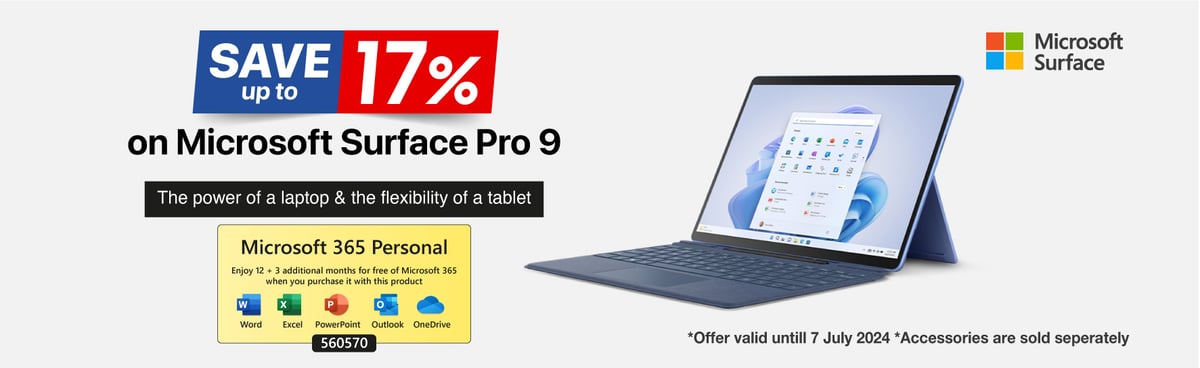 SAVE
up to
17%
on Microsoft Surface Pro 9
The power of a laptop & the flexibility of a tablet
Microsoft 365 Personal
Enjoy 12 + 3 additional months for free of Microsoft 365
when you purchase it with this product
Word Excel PowerPoint Outlook OneDrive
560570
Microsoft
Surface
*Offer valid untill 7 July 2024 *Accessories are sold seperately